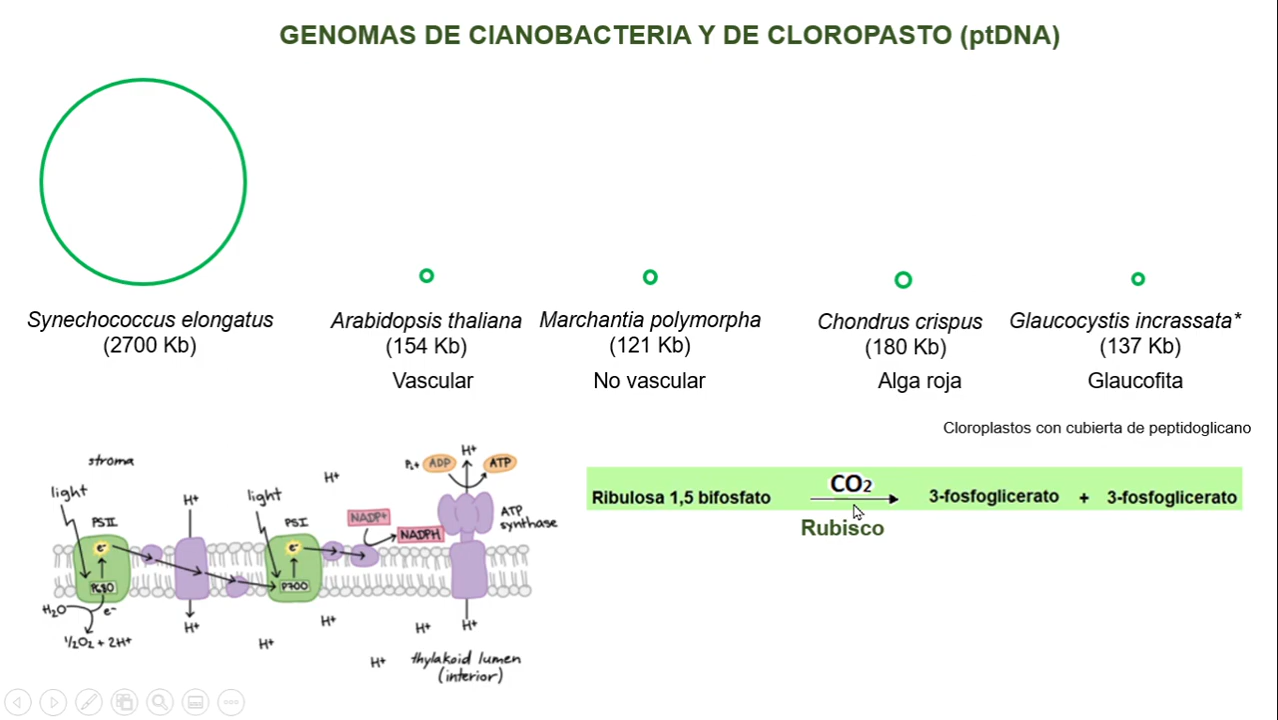 GENOMAS DE CIANOBACTERIA Y DE CLOROPASTO (ptDNA)
Synechococcus elongatus
(2700 Kb)
Arabidopsis thaliana
(154 Kb)
Vascular
Marchantia polymorpha
(121 Kb)
No vascular
Chondrus crispus
(180 Kb)
Alga roja
Glaucocystis incrassata*
(137 Kb)
Glaucofita
Cloroplastos con cubierta de peptidoglicano
stroma
light
PSII
e-
P680
H2O
e-
½O2 + 2H+
H+
H+
light
PSI
e-
P700
H+
NADP+
NADPH
Pi+ ADP
H+
ATP
ATP
synthase
H+
H+
H+
H+
H+
thylakoid lumen
(interior)
Ribulosa 1,5 bifosfato
CO2
Rubisco
3-fosfoglicerato + 3-fosfoglicerato